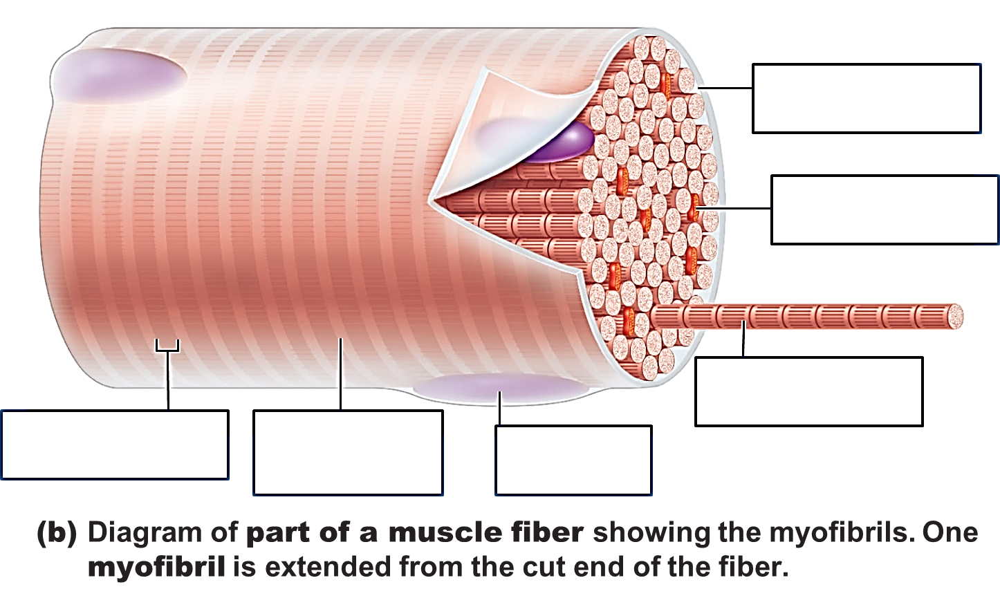 (b) Diagram of part of a muscle fiber showing the myofibrils. One
myofibril is extended from the cut end of the fiber.